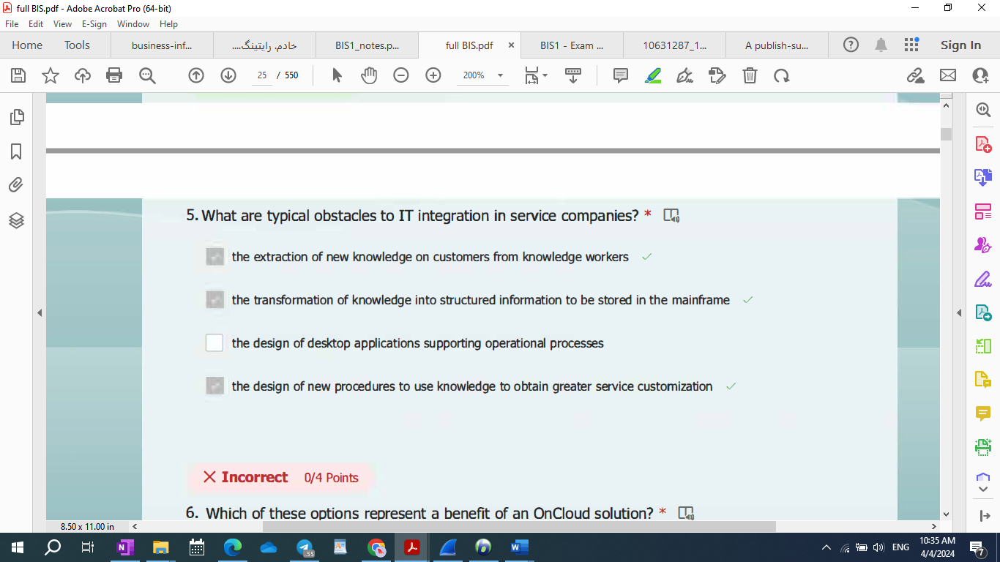 full BIS.pdf - Adobe Acrobat Pro (64-bit)
File Edit View E-Sign Window Help
Home Tools business-inf... خادم. رایتینگ.... BIS1_notes.p... full BIS.pdf BIS1 - Exam ... 10631287_1... A publish-su... Sign In
25 / 550 200%
5. What are typical obstacles to IT integration in service companies? *
the extraction of new knowledge on customers from knowledge workers
the transformation of knowledge into structured information to be stored in the mainframe
the design of desktop applications supporting operational processes
the design of new procedures to use knowledge to obtain greater service customization
Incorrect 0/4 Points
6. Which of these options represent a benefit of an OnCloud solution? *
8.50 x 11.00 in
55 ENG 10:35 AM
4/4/2024 7